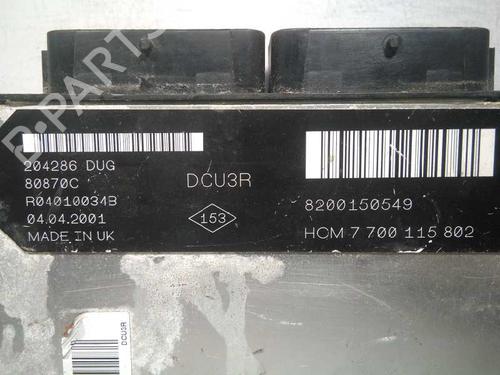 204286 DUG
80870C
R04010034B
04.04.2001
MADE IN UK
DCU3R
153
8200150549
HOM 7 700 115 802
DCU3R
B-PARTS